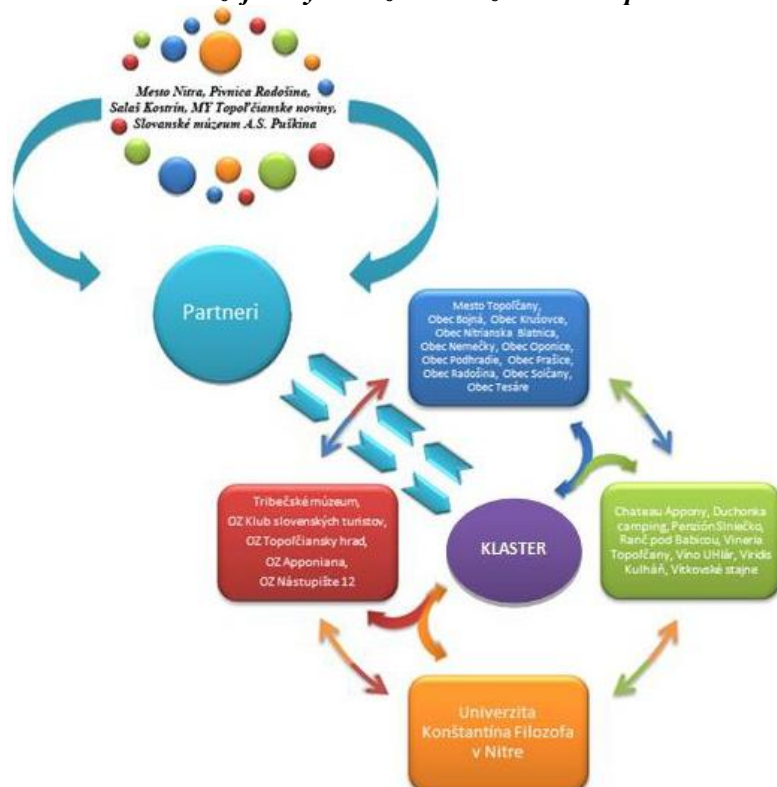 Mesto Nitra, Pivnica Radošina,
Salaš Kostrín, MY Topoľčianske noviny,
Slovanské múzeum A.S. Puškina
Partneri
Mesto Topoľčany,
Obec Bojná, Obec Krušovce,
Obec Nitrianska Blatnica,
Obec Nemečky, Obec Oponice,
Obec Podhradie, Obec Prašice,
Obec Radošina, Obec Solčany,
Obec Tesáre
Tribečské múzeum,
OZ Klub slovenských turistov,
OZ Topoľčiansky hrad,
OZ Apponiana,
OZ Nástupište 12
KLASTER
Chateau Appony, Duchonka
camping, Penzión Slniečko,
Ranč pod Babicou, Vineria
Topoľčany, Víno UHlár, Viridis
Kulháň, Vítkovské stajne
Univerzita
Konštantína Filozofa
v Nitre